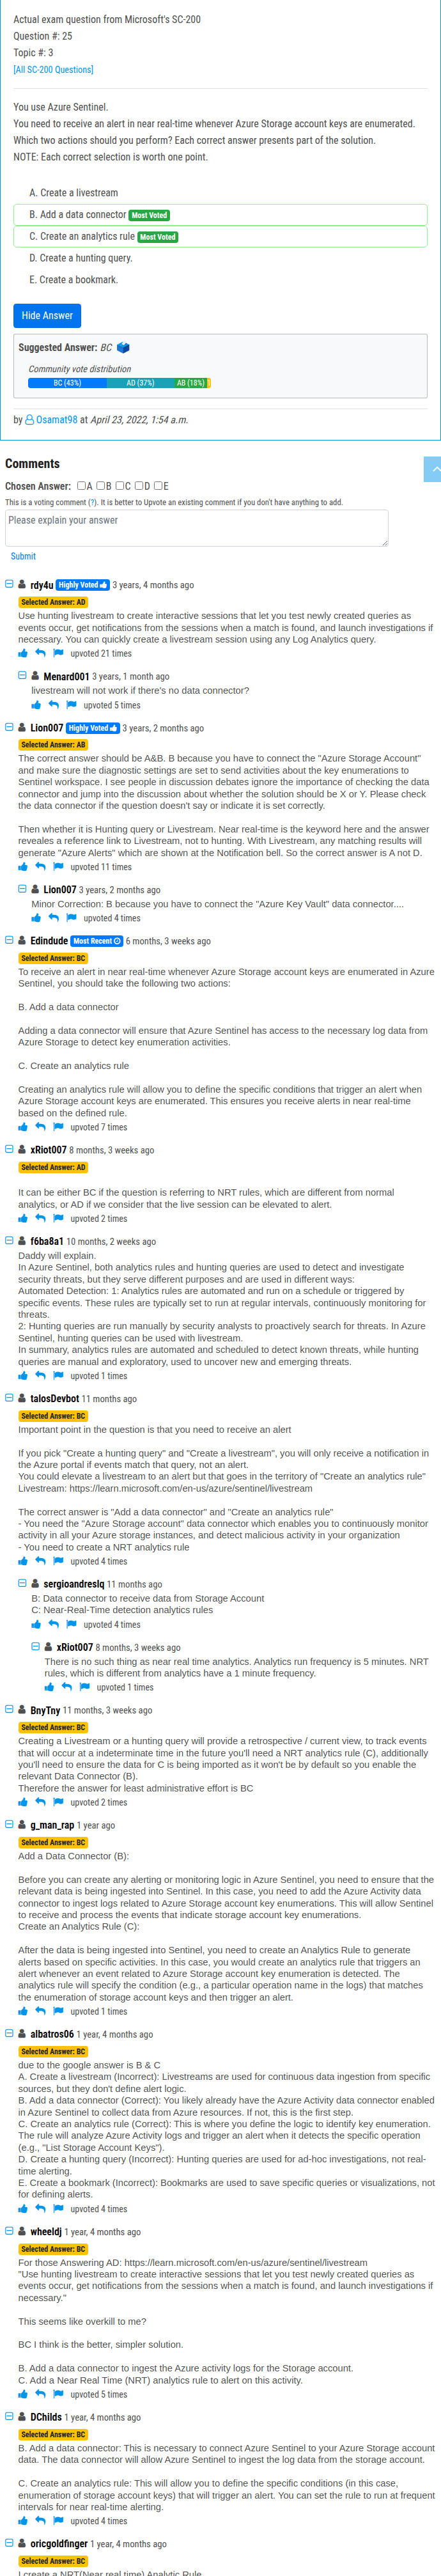 Actual exam question from Microsoft's SC-200
Question #: 25
Topic #: 3
[All SC-200 Questions]
You use Azure Sentinel.
You need to receive an alert in near real-time whenever Azure Storage account keys are enumerated.
Which two actions should you perform? Each correct answer presents part of the solution.
NOTE: Each correct selection is worth one point.
A. Create a livestream
B. Add a data connector Most Voted
C. Create an analytics rule Most Voted
D. Create a hunting query.
E. Create a bookmark.
Hide Answer
Suggested Answer: BC
Community vote distribution
BC (43%) AD (37%) AB (18%)
by Osamat98 at April 23, 2022, 1:54 a.m.
Comments
Chosen Answer: A B C D E
This is a voting comment (?). It is better to Upvote an existing comment if you don't have anything to add.
Please explain your answer
Submit
rdy4u Highly Voted 3 years, 4 months ago
Selected Answer: AD
Use hunting livestream to create interactive sessions that let you test newly created queries as
events occur, get notifications from the sessions when a match is found, and launch investigations if
necessary. You can quickly create a livestream session using any Log Analytics query.
upvoted 21 times
Menard001 3 years, 1 month ago
livestream will not work if there's no data connector?
upvoted 5 times
Lion007 Highly Voted 3 years, 2 months ago
Selected Answer: AB
The correct answer should be A&B. B because you have to connect the "Azure Storage Account"
and make sure the diagnostic settings are set to send activities about the key enumerations to
Sentinel workspace. I see people in discussion debates ignore the importance of checking the data
connector and jump into the discussion about whether the solution should be X or Y. Please check
the data connector if the question doesn't say or indicate it is set correctly.
Then whether it is Hunting query or Livestream. Near real-time is the keyword here and the answer
reveales a reference link to Livestream, not to hunting. With Livestream, any matching results will
generate "Azure Alerts" which are shown at the Notification bell. So the correct answer is A not D.
upvoted 11 times
Lion007 3 years, 2 months ago
Minor Correction: B because you have to connect the "Azure Key Vault" data connector....
upvoted 4 times
Edindude Most Recent 6 months, 3 weeks ago
Selected Answer: BC
To receive an alert in near real-time whenever Azure Storage account keys are enumerated in Azure
Sentinel, you should take the following two actions:
B. Add a data connector
Adding a data connector will ensure that Azure Sentinel has access to the necessary log data from
Azure Storage to detect key enumeration activities.
C. Create an analytics rule
Creating an analytics rule will allow you to define the specific conditions that trigger an alert when
Azure Storage account keys are enumerated. This ensures you receive alerts in near real-time
based on the defined rule.
upvoted 7 times
xRiot007 8 months, 3 weeks ago
Selected Answer: AD
It can be either BC if the question is referring to NRT rules, which are different from normal
analytics, or AD if we consider that the live session can be elevated to alert.
upvoted 2 times
f6ba8a1 10 months, 2 weeks ago
Daddy will explain.
In Azure Sentinel, both analytics rules and hunting queries are used to detect and investigate
security threats, but they serve different purposes and are used in different ways:
Automated Detection: 1: Analytics rules are automated and run on a schedule or triggered by
specific events. These rules are typically set to run at regular intervals, continuously monitoring for
threats.
2: Hunting queries are run manually by security analysts to proactively search for threats. In Azure
Sentinel, hunting queries can be used with livestream.
In summary, analytics rules are automated and scheduled to detect known threats, while hunting
queries are manual and exploratory, used to uncover new and emerging threats.
upvoted 1 times
talosDevbot 11 months ago
Selected Answer: BC
Important point in the question is that you need to receive an alert
If you pick "Create a hunting query" and "Create a livestream", you will only receive a notification in
the Azure portal if events match that query, not an alert.
You could elevate a livestream to an alert but that goes in the territory of "Create an analytics rule"
Livestream: https://learn.microsoft.com/en-us/azure/sentinel/livestream
The correct answer is "Add a data connector" and "Create an analytics rule"
- You need the "Azure Storage account" data connector which enables you to continuously monitor
activity in all your Azure storage instances, and detect malicious activity in your organization
- You need to create a NRT analytics rule
upvoted 4 times
sergioandreslq 11 months ago
B: Data connector to receive data from Storage Account
C: Near-Real-Time detection analytics rules
upvoted 4 times
xRiot007 8 months, 3 weeks ago
There is no such thing as near real time analytics. Analytics run frequency is 5 minutes. NRT
rules, which is different from analytics have a 1 minute frequency.
upvoted 1 times
BnyTny 11 months, 3 weeks ago
Selected Answer: BC
Creating a Livestream or a hunting query will provide a retrospective / current view, to track events
that will occur at a indeterminate time in the future you'll need a NRT analytics rule (C), additionally
you'll need to ensure the data for C is being imported as it won't be by default so you enable the
relevant Data Connector (B).
Therefore the answer for least administrative effort is BC
upvoted 2 times
g_man_rap 1 year ago
Selected Answer: BC
Add a Data Connector (B):
Before you can create any alerting or monitoring logic in Azure Sentinel, you need to ensure that the
relevant data is being ingested into Sentinel. In this case, you need to add the Azure Activity data
connector to ingest logs related to Azure Storage account key enumerations. This will allow Sentinel
to receive and process the events that indicate storage account key enumerations.
Create an Analytics Rule (C):
After the data is being ingested into Sentinel, you need to create an Analytics Rule to generate
alerts based on specific activities. In this case, you would create an analytics rule that triggers an
alert whenever an event related to Azure Storage account key enumeration is detected. The
analytics rule will specify the condition (e.g., a particular operation name in the logs) that matches
the enumeration of storage account keys and then trigger an alert.
upvoted 1 times
albatros06 1 year, 4 months ago
Selected Answer: BC
due to the google answer is B & C
A. Create a livestream (Incorrect): Livestreams are used for continuous data ingestion from specific
sources, but they don't define alert logic.
B. Add a data connector (Correct): You likely already have the Azure Activity data connector enabled
in Azure Sentinel to collect data from Azure resources. If not, this is the first step.
C. Create an analytics rule (Correct): This is where you define the logic to identify key enumeration.
The rule will analyze Azure Activity logs and trigger an alert when it detects the specific operation
(e.g., "List Storage Account Keys").
D. Create a hunting query (Incorrect): Hunting queries are used for ad-hoc investigations, not real-
time alerting.
E. Create a bookmark (Incorrect): Bookmarks are used to save specific queries or visualizations, not
for defining alerts.
upvoted 4 times
wheeldj 1 year, 4 months ago
Selected Answer: BC
For those Answering AD: https://learn.microsoft.com/en-us/azure/sentinel/livestream
"Use hunting livestream to create interactive sessions that let you test newly created queries as
events occur, get notifications from the sessions when a match is found, and launch investigations if
necessary."
This seems like overkill to me?
BC I think is the better, simpler solution.
B. Add a data connector to ingest the Azure activity logs for the Storage account.
C. Add a Near Real Time (NRT) analytics rule to alert on this activity.
upvoted 5 times
DChilds 1 year, 4 months ago
Selected Answer: BC
B. Add a data connector: This is necessary to connect Azure Sentinel to your Azure Storage account
data. The data connector will allow Azure Sentinel to ingest the log data from the storage account.
C. Create an analytics rule: This will allow you to define the specific conditions (in this case,
enumeration of storage account keys) that will trigger an alert. You can set the rule to run at frequent
intervals for near real-time alerting.
upvoted 4 times
oricgoldfinger 1 year, 4 months ago
Selected Answer: BC
I create a NRT(Near real time) Analytic Rule